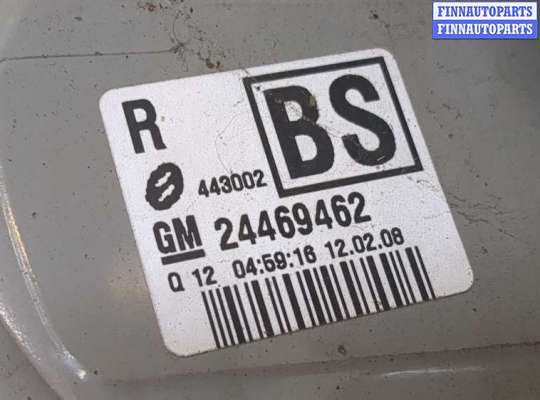 FINNAUTOPARTS
FINNAUTOPARTS
R
BS
443002
GM 24469462
Q 12 04:59:16 12.02.08